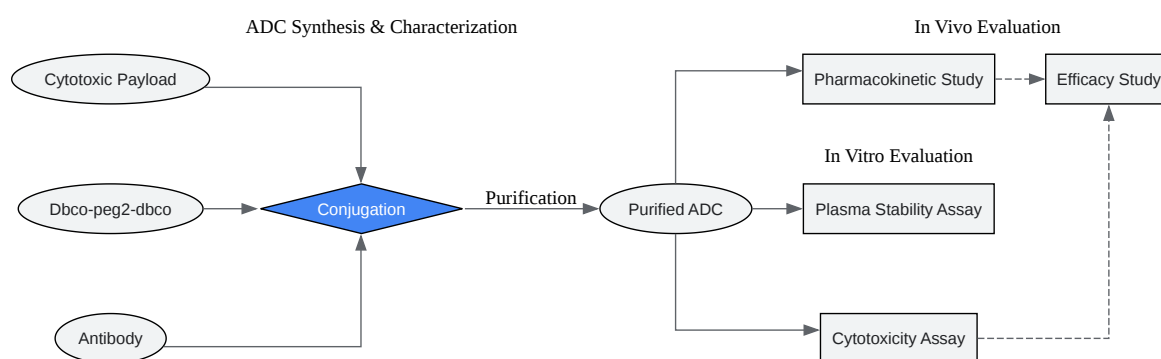 ADC Synthesis & Characterization
In Vivo Evaluation
Cytotoxic Payload
Pharmacokinetic Study
Efficacy Study
In Vitro Evaluation
Dbco-peg2-dbco
Conjugation
Purification
Purified ADC
Plasma Stability Assay
Antibody
Cytotoxicity Assay